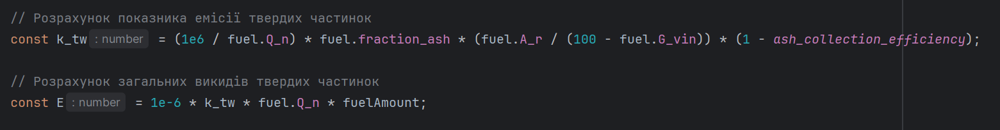 // Розрахунок показника емісії твердих частинок
const k_tw : number = (1e6 / fuel.Q_n) * fuel.fraction_ash * (fuel.A_r / (100 - fuel.G_vin)) * (1 - ash_collection_efficiency);
// Розрахунок загальних викидів твердих частинок
const E : number = 1e-6 * k_tw * fuel.Q_n * fuelAmount;